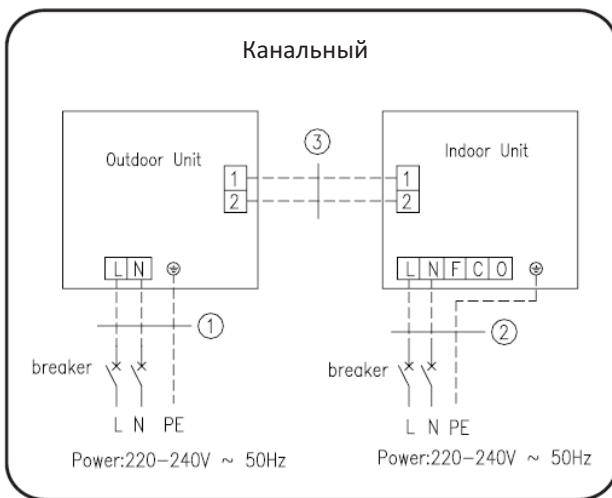 Канальный
Outdoor Unit
③
Indoor Unit
1
2
1
2
L N
L N F C O
①
②
breaker
breaker
L N PE
L N PE
Power:220-240V ~ 50Hz
Power:220-240V ~ 50Hz